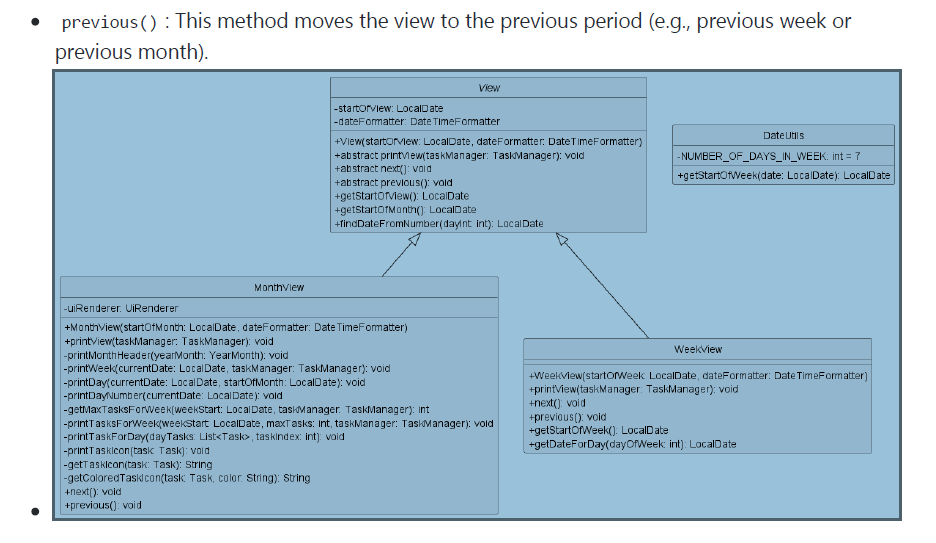 • previous() : This method moves the view to the previous period (e.g., previous week or
previous month).
View
-startOfView: LocalDate
-dateFormatter: DateTimeFormatter
+View(startOfView: LocalDate, dateFormatter: DateTimeFormatter)
+abstract printView(taskManager: TaskManager): void
+abstract next(): void
+abstract previous(): void
+getStartOfView(): LocalDate
+getStartOfMonth(): LocalDate
+findDateFromNumber(dayInt: int): LocalDate
DateUtils
-NUMBER_OF_DAYS_IN_WEEK: int = 7
+getStartOfWeek(date: LocalDate): LocalDate
MonthView
-uiRenderer: UiRenderer
+MonthView(startOfMonth: LocalDate, dateFormatter: DateTimeFormatter)
+printView(taskManager: TaskManager): void
-printMonthHeader(yearMonth: YearMonth): void
-printWeek(currentDate: LocalDate, taskManager: TaskManager): void
-printDay(currentDate: LocalDate, startOfMonth: LocalDate): void
-printDayNumber(currentDate: LocalDate): void
-getMaxTasksForWeek(weekStart: LocalDate, taskManager: TaskManager): int
-printTasksForWeek(weekStart: LocalDate, maxTasks: int, taskManager: TaskManager): void
-printTaskForDay(dayTasks: List<Task>, taskIndex: int): void
-printTaskIcon(task: Task): void
-getTaskIcon(task: Task): String
-getColoredTaskIcon(task: Task, color: String): String
+next(): void
+previous(): void
WeekView
+WeekView(startOfWeek: LocalDate, dateFormatter: DateTimeFormatter)
+printView(taskManager: TaskManager): void
+next(): void
+previous(): void
+getStartOfWeek(): LocalDate
+getDateForDay(dayOfWeek: int): LocalDate